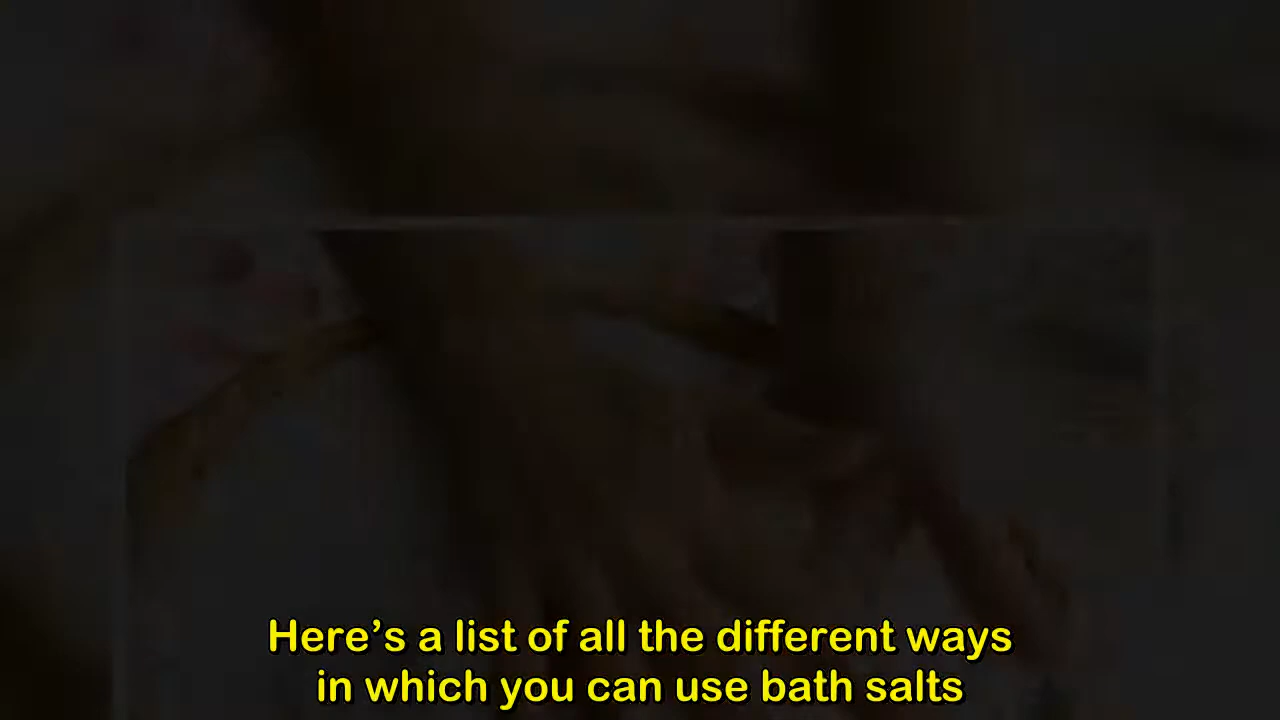 Here’s a list of all the different ways
in which you can use bath salts